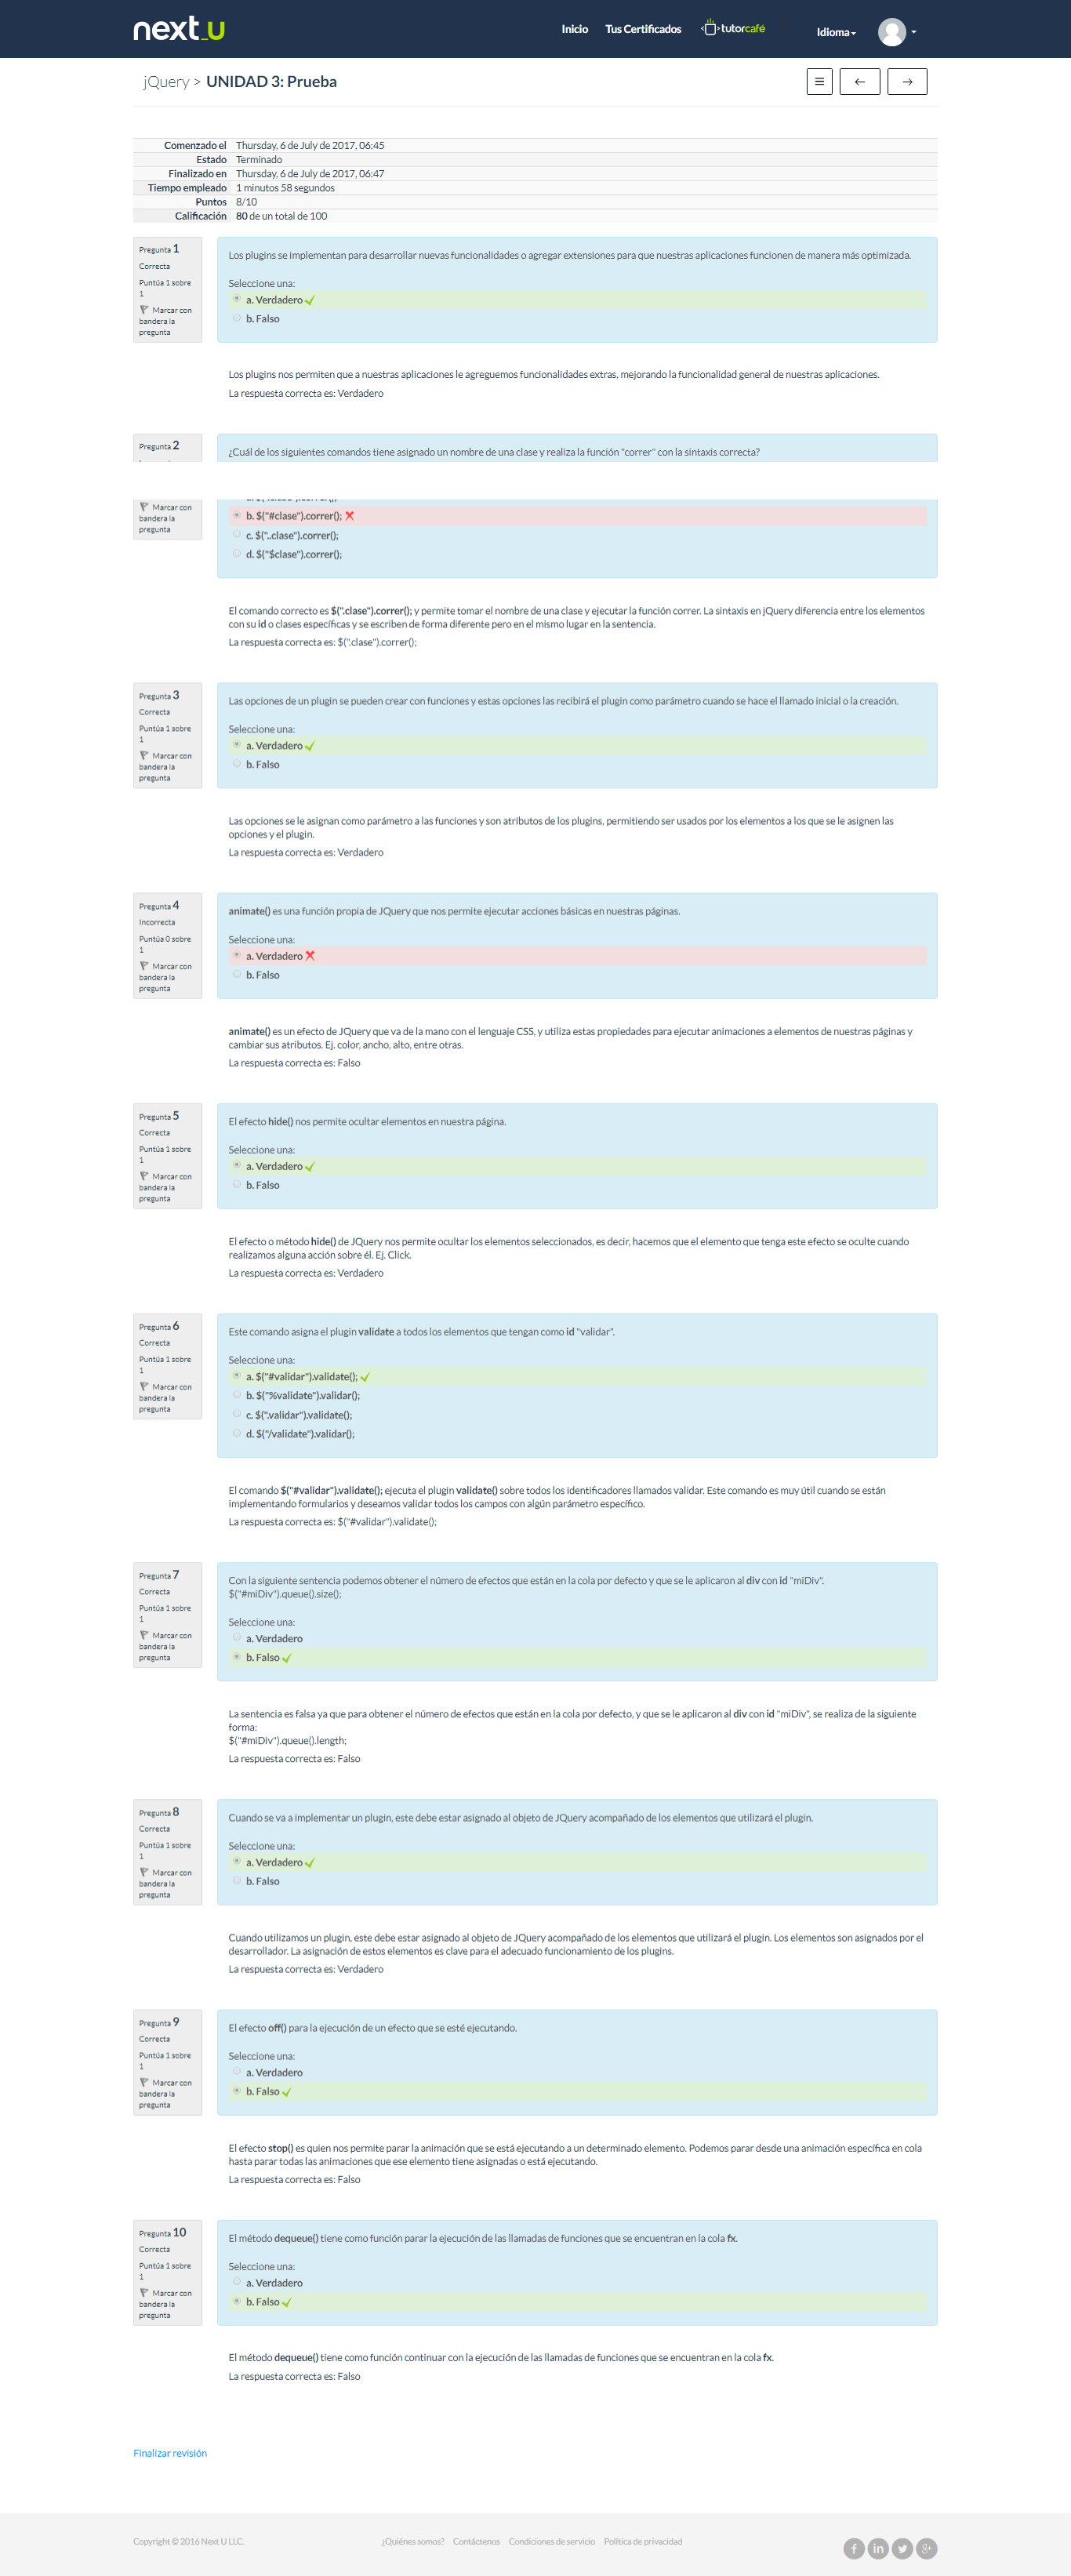 next_u
Inicio Tus Certificados tutorcafé Idioma
jQuery > UNIDAD 3: Prueba
Comenzado el Thursday, 6 de July de 2017, 06:45
Estado Terminado
Finalizado en Thursday, 6 de July de 2017, 06:47
Tiempo empleado 1 minutos 58 segundos
Puntos 8/10
Calificación 80 de un total de 100
Pregunta 1
Correcta
Puntúa 1 sobre
1
Marcar con
bandera la
pregunta
Los plugins se implementan para desarrollar nuevas funcionalidades o agregar extensiones para que nuestras aplicaciones funcionen de manera más optimizada.
Seleccione una:
a. Verdadero
b. Falso
Los plugins nos permiten que a nuestras aplicaciones le agreguemos funcionalidades extras, mejorando la funcionalidad general de nuestras aplicaciones.
La respuesta correcta es: Verdadero
Pregunta 2
¿Cuál de los siguientes comandos tiene asignado un nombre de una clase y realiza la función "correr" con la sintaxis correcta?
Marcar con
bandera la
pregunta
b. $("#clase").correr();
c. $("..clase").correr();
d. $("$clase").correr();
El comando correcto es $(".clase").correr(); y permite tomar el nombre de una clase y ejecutar la función correr. La sintaxis en jQuery diferencia entre los elementos
con su id o clases específicas y se escriben de forma diferente pero en el mismo lugar en la sentencia.
La respuesta correcta es: $(".clase").correr();
Pregunta 3
Correcta
Puntúa 1 sobre
1
Marcar con
bandera la
pregunta
Las opciones de un plugin se pueden crear con funciones y estas opciones las recibirá el plugin como parámetro cuando se hace el llamado inicial o la creación.
Seleccione una:
a. Verdadero
b. Falso
Las opciones se le asignan como parámetro a las funciones y son atributos de los plugins, permitiendo ser usados por los elementos a los que se le asignen las
opciones y el plugin.
La respuesta correcta es: Verdadero
Pregunta 4
Incorrecta
Puntúa 0 sobre
1
Marcar con
bandera la
pregunta
animate() es una función propia de JQuery que nos permite ejecutar acciones básicas en nuestras páginas.
Seleccione una:
a. Verdadero
b. Falso
animate() es un efecto de JQuery que va de la mano con el lenguaje CSS, y utiliza estas propiedades para ejecutar animaciones a elementos de nuestras páginas y
cambiar sus atributos. Ej. color, ancho, alto, entre otras.
La respuesta correcta es: Falso
Pregunta 5
Correcta
Puntúa 1 sobre
1
Marcar con
bandera la
pregunta
El efecto hide() nos permite ocultar elementos en nuestra página.
Seleccione una:
a. Verdadero
b. Falso
El efecto o método hide() de JQuery nos permite ocultar los elementos seleccionados, es decir, hacemos que el elemento que tenga este efecto se oculte cuando
realizamos alguna acción sobre él. Ej. Click.
La respuesta correcta es: Verdadero
Pregunta 6
Correcta
Puntúa 1 sobre
1
Marcar con
bandera la
pregunta
Este comando asigna el plugin validate a todos los elementos que tengan como id "validar".
Seleccione una:
a. $("#validar").validate();
b. $("%validate").validar();
c. $(".validar").validate();
d. $("/validate").validar();
El comando $("#validar").validate(); ejecuta el plugin validate() sobre todos los identificadores llamados validar. Este comando es muy útil cuando se están
implementando formularios y deseamos validar todos los campos con algún parámetro específico.
La respuesta correcta es: $("#validar").validate();
Pregunta 7
Correcta
Puntúa 1 sobre
1
Marcar con
bandera la
pregunta
Con la siguiente sentencia podemos obtener el número de efectos que están en la cola por defecto y que se le aplicaron al div con id "miDiv".
$("#miDiv").queue().size();
Seleccione una:
a. Verdadero
b. Falso
La sentencia es falsa ya que para obtener el número de efectos que están en la cola por defecto, y que se le aplicaron al div con id "miDiv", se realiza de la siguiente
forma:
$("#miDiv").queue().length;
La respuesta correcta es: Falso
Pregunta 8
Correcta
Puntúa 1 sobre
1
Marcar con
bandera la
pregunta
Cuando se va a implementar un plugin, este debe estar asignado al objeto de JQuery acompañado de los elementos que utilizará el plugin.
Seleccione una:
a. Verdadero
b. Falso
Cuando utilizamos un plugin, este debe estar asignado al objeto de JQuery acompañado de los elementos que utilizará el plugin. Los elementos son asignados por el
desarrollador. La asignación de estos elementos es clave para el adecuado funcionamiento de los plugins.
La respuesta correcta es: Verdadero
Pregunta 9
Correcta
Puntúa 1 sobre
1
Marcar con
bandera la
pregunta
El efecto off() para la ejecución de un efecto que se esté ejecutando.
Seleccione una:
a. Verdadero
b. Falso
El efecto stop() es quien nos permite parar la animación que se está ejecutando a un determinado elemento. Podemos parar desde una animación específica en cola
hasta parar todas las animaciones que ese elemento tiene asignadas o está ejecutando.
La respuesta correcta es: Falso
Pregunta 10
Correcta
Puntúa 1 sobre
1
Marcar con
bandera la
pregunta
El método dequeue() tiene como función parar la ejecución de las llamadas de funciones que se encuentran en la cola fx.
Seleccione una:
a. Verdadero
b. Falso
El método dequeue() tiene como función continuar con la ejecución de las llamadas de funciones que se encuentran en la cola fx.
La respuesta correcta es: Falso
Finalizar revisión
Copyright © 2016 Next U LLC. ¿Quiénes somos? Contáctenos Condiciones de servicio Política de privacidad